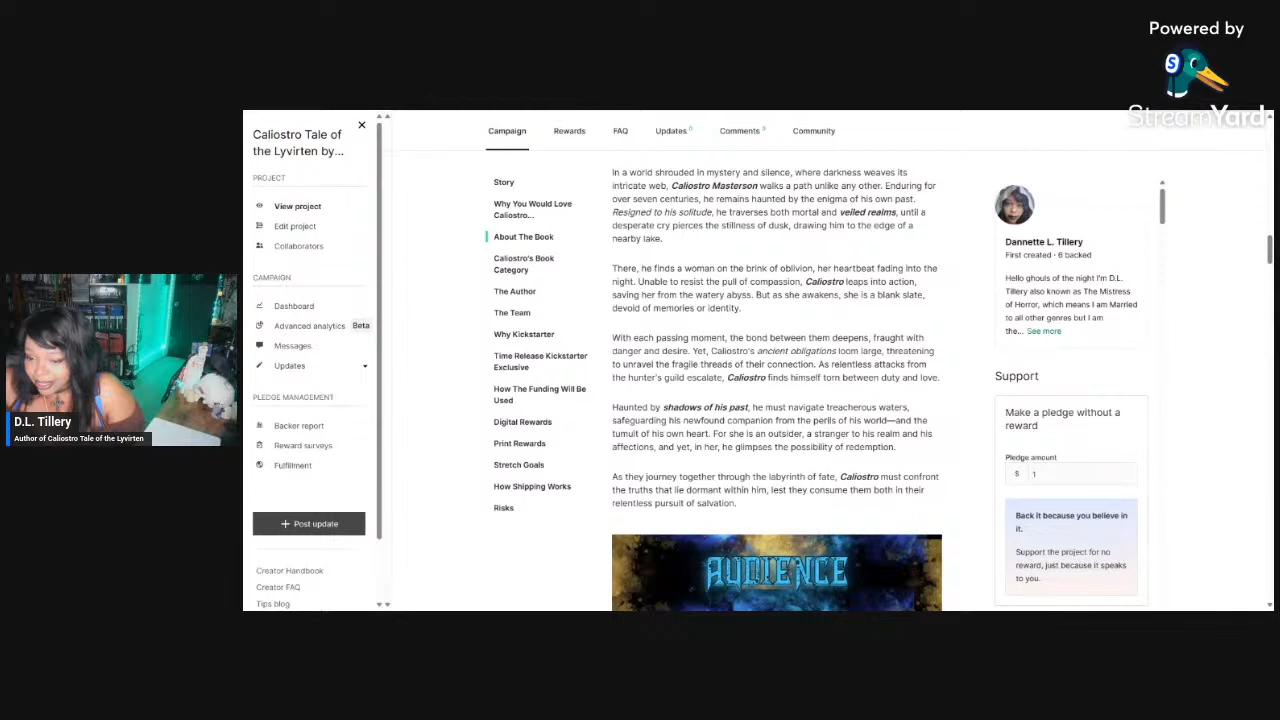 Powered by
S
StreamYard
Caliostro Tale of
the Lyvirten by...
PROJECT
View project
Edit project
Collaborators
CAMPAIGN
Dashboard
Advanced analytics Beta
Messages
Updates
PLEDGE MANAGEMENT
Backer report
Reward surveys
Fulfillment
+ Post update
Creator Handbook
Creator FAQ
Tips blog
Campaign Rewards FAQ Updates 0 Comments Community
Story
Why You Would Love
Caliostro...
About The Book
Caliostro's Book
Category
The Author
The Team
Why Kickstarter
Time Release Kickstarter
Exclusive
How The Funding Will Be
Used
Digital Rewards
Print Rewards
Stretch Goals
How Shipping Works
Risks
In a world shrouded in mystery and silence, where darkness weaves its
intricate web, Caliostro Masterson walks a path unlike any other. Enduring for
over seven centuries, he remains haunted by the enigma of his own past.
Resigned to his solitude, he traverses both mortal and veiled realms, until a
desperate cry pierces the stillness of dusk, drawing him to the edge of a
nearby lake.
There, he finds a woman on the brink of oblivion, her heartbeat fading into the
night. Unable to resist the pull of compassion, Caliostro leaps into action,
saving her from the watery abyss. But as she awakens, she is a blank slate,
devoid of memories or identity.
With each passing moment, the bond between them deepens, fraught with
danger and desire. Yet, Caliostro's ancient obligations loom large, threatening
to unravel the fragile threads of their connection. As relentless attacks from
the hunter's guild escalate, Caliostro finds himself torn between duty and love.
Haunted by shadows of his past, he must navigate treacherous waters,
safeguarding his newfound companion from the perils of his world—and the
tumult of his own heart. For she is an outsider, a stranger to his realm and his
affections, and yet, in her, he glimpses the possibility of redemption.
As they journey together through the labyrinth of fate, Caliostro must confront
the truths that lie dormant within him, lest they consume them both in their
relentless pursuit of salvation.
AUDIENCE
Dannette L. Tillery
First created · 6 backed
Hello ghouls of the night I'm D.L.
Tillery also known as The Mistress
of Horror, which means I am Married
to all other genres but I am
the... See more
Support
Make a pledge without a
reward
Pledge amount
$ 1
Back it because you believe in
it.
Support the project for no
reward, just because it speaks
to you.
D.L. Tillery
Author of Caliostro Tale of the Lyvirten